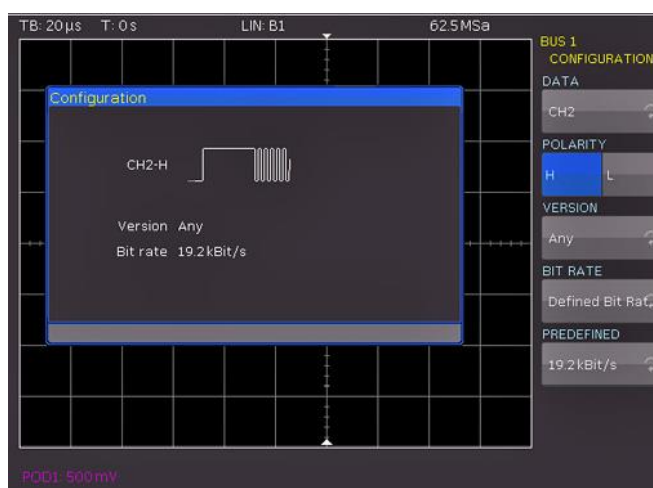 TB: 20µs T: 0s LIN: B1 62.5MSa
BUS 1
CONFIGURATION
DATA
CH2
POLARITY
H L
VERSION
Any
BIT RATE
Defined Bit Rat
PREDEFINED
19.2kBit/s
Configuration
CH2-H
Version Any
Bit rate 19.2kBit/s
POD1: 500mV